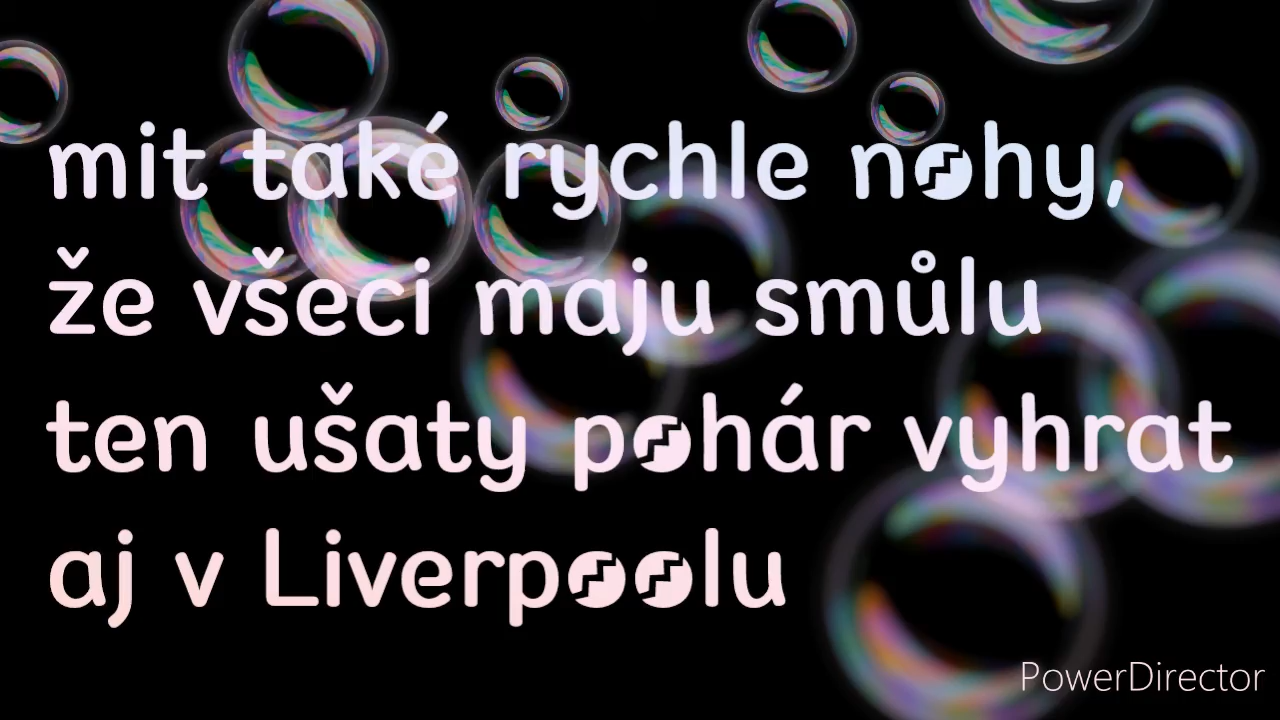 mit také rychle nohy,
že všeci maju smůlu
ten ušaty pohár vyhrat
aj v Liverpoolu
PowerDirector